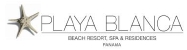 PLAYA BLANCA
BEACH RESORT, SPA & RESIDENCES
PANAMA